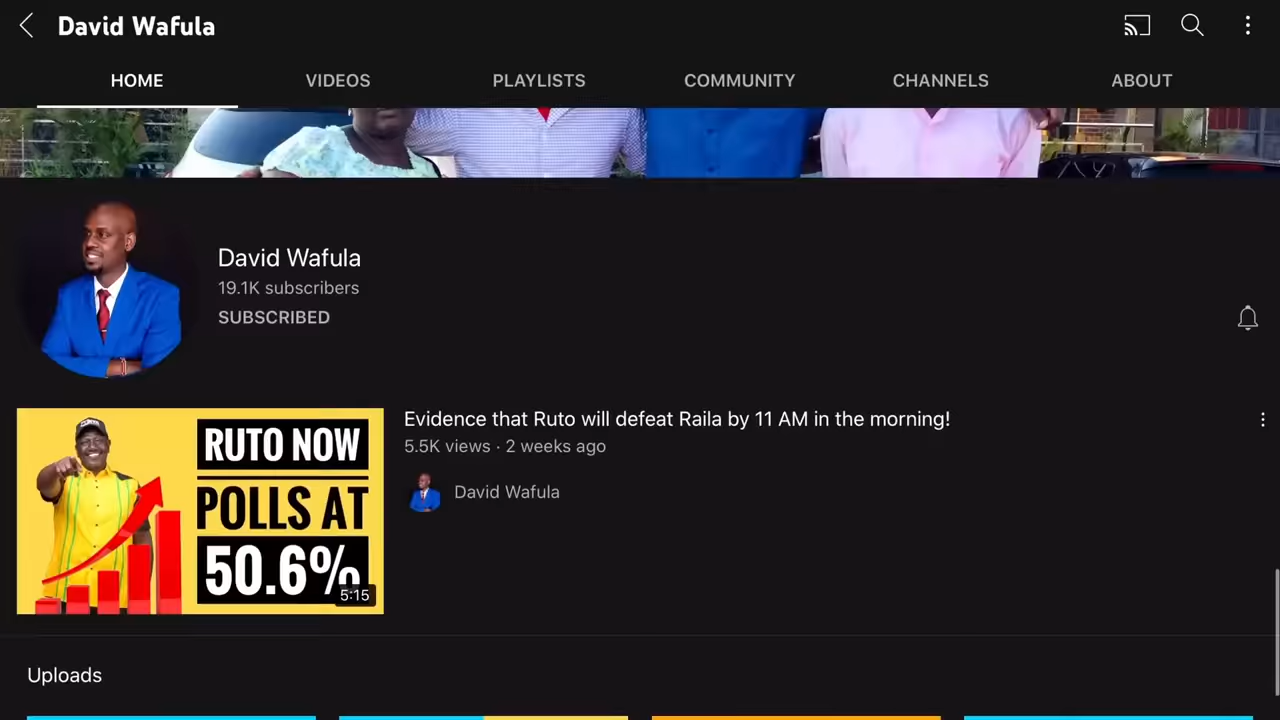 David Wafula
HOME VIDEOS PLAYLISTS COMMUNITY CHANNELS ABOUT
David Wafula
19.1K subscribers
SUBSCRIBED
RUTO NOW
POLLS AT
50.6%
5:15
Evidence that Ruto will defeat Raila by 11 AM in the morning!
5.5K views · 2 weeks ago
David Wafula
Uploads